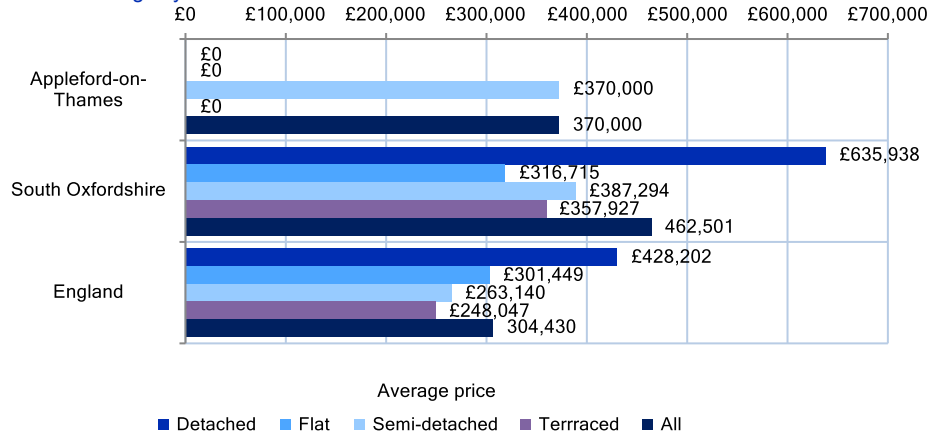 £0 £100,000 £200,000 £300,000 £400,000 £500,000 £600,000 £700,000
£0
£0
Appleford-on-
Thames
£370,000
£0
370,000
£635,938
£316,715
South Oxfordshire
£387,294
£357,927
462,501
£428,202
£301,449
England
£263,140
£248,047
304,430
Average price
Detached Flat Semi-detached Terrraced All